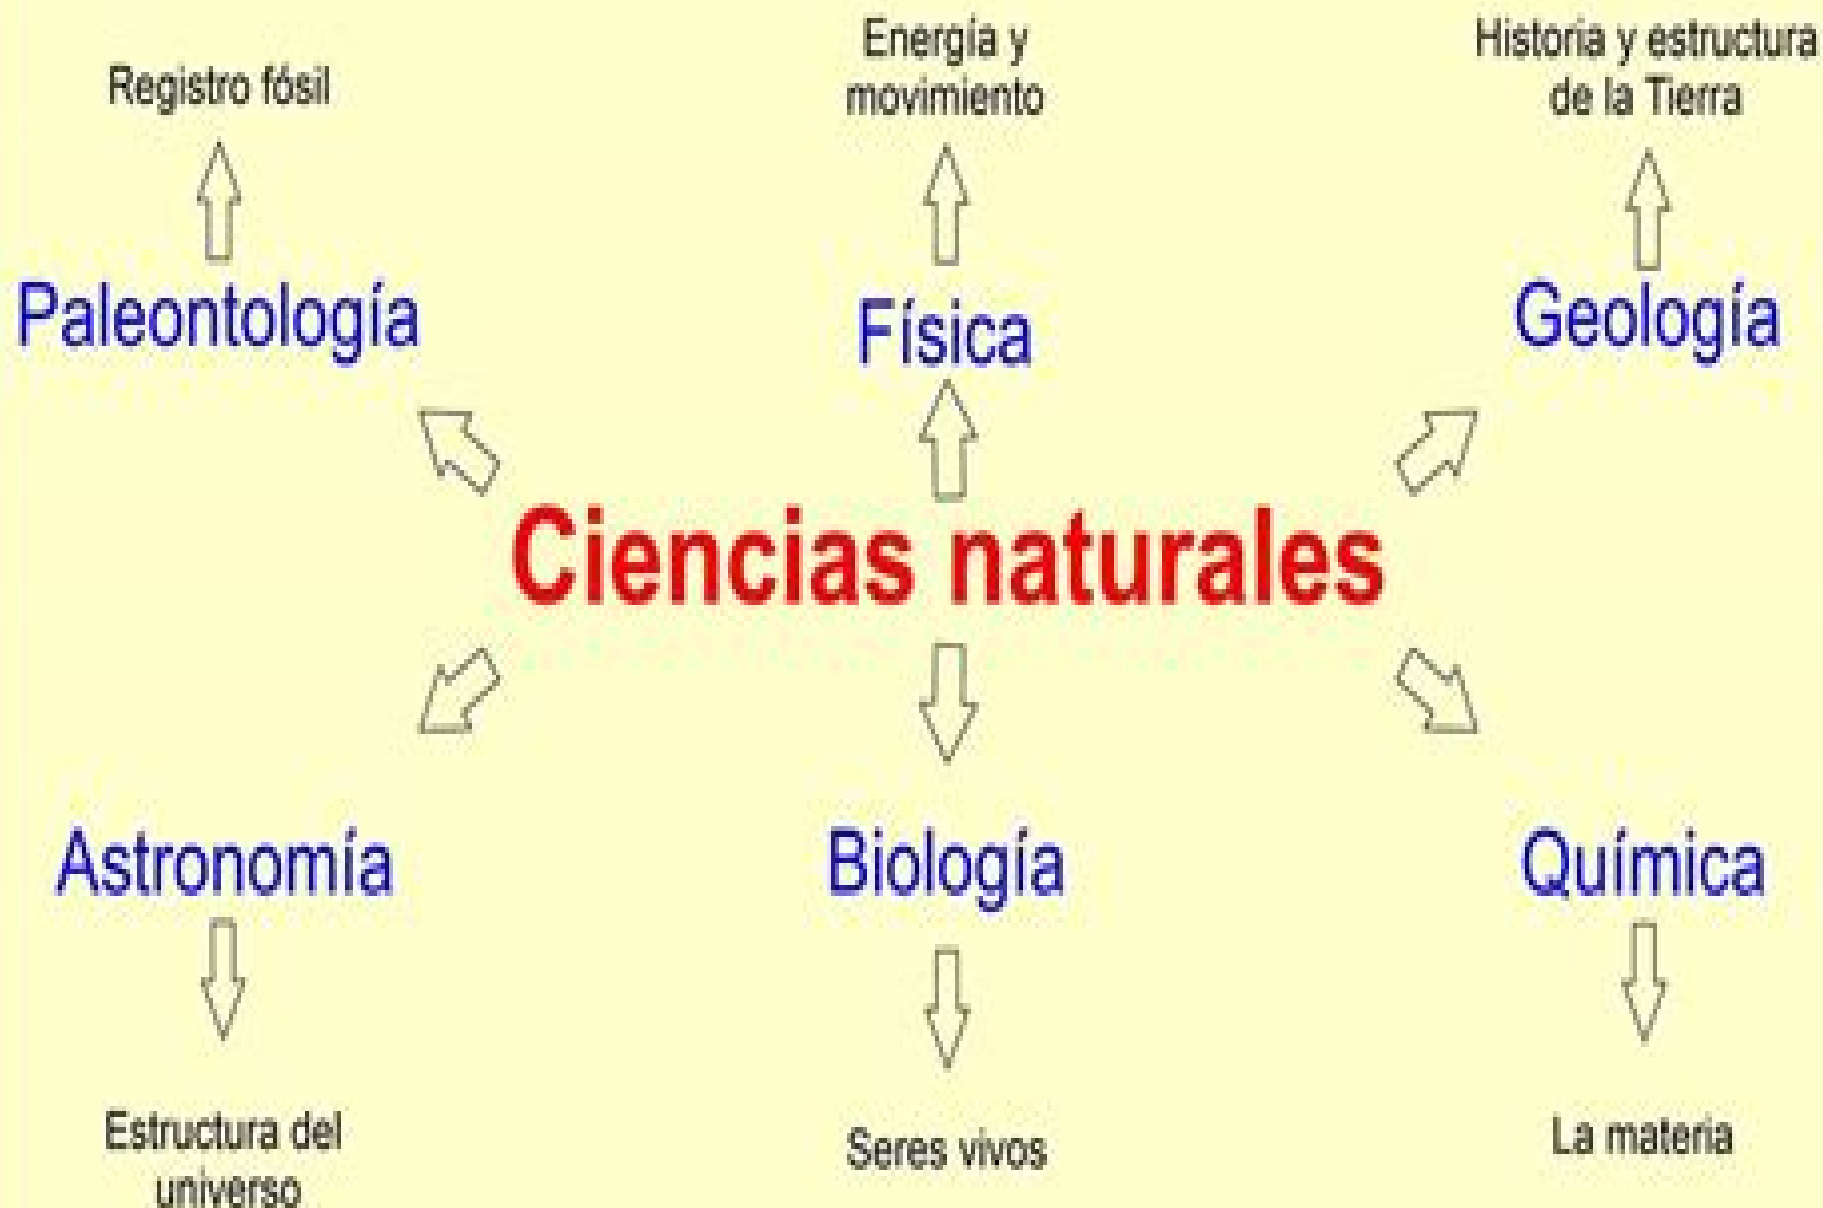 Registro fósil
Energía y
movimiento
Historia y estructura
de la Tierra
Paleontología
Física
Geología
Ciencias naturales
Astronomía
Biología
Química
Estructura del
universo
Seres vivos
La materia